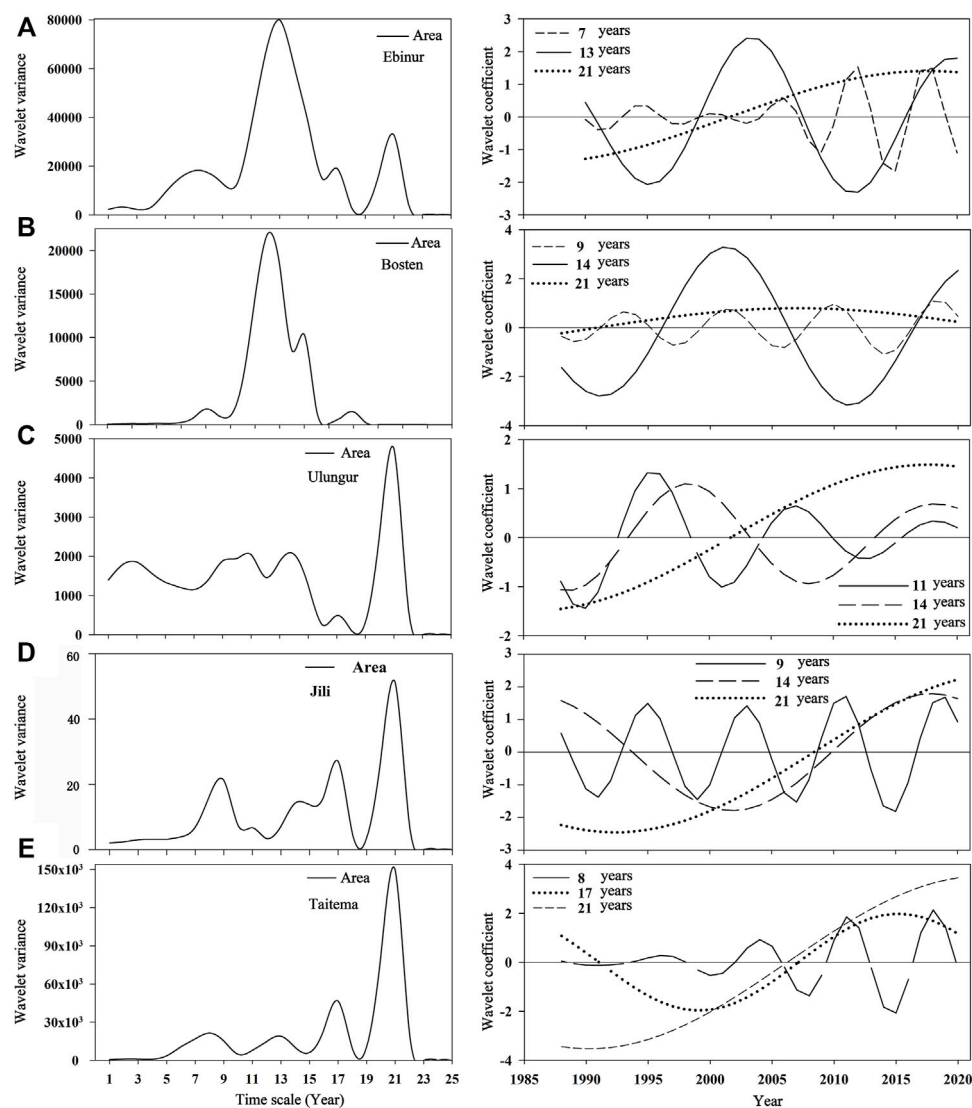 A
80000
60000
40000
20000
0
Wavelet variance
Area
Ebinur
3
2
1
0
-1
-2
-3
Wavelet coefficient
7 years
13 years
21 years
B
20000
15000
10000
5000
0
Wavelet variance
Area
Bosten
4
2
0
-2
-4
Wavelet coefficient
9 years
14 years
21 years
C
5000
4000
3000
2000
1000
0
Wavelet variance
Area
Ulungur
2
1
0
-1
-2
Wavelet coefficient
11 years
14 years
21 years
D
60
40
20
0
Wavelet variance
Area
Jili
3
2
1
0
-1
-2
-3
Wavelet coefficient
9 years
14 years
21 years
E
150x10³
120x10³
90x10³
60x10³
30x10³
0
Wavelet variance
Area
Taitema
1 3 5 7 9 11 13 15 17 19 21 23 25
Time scale (Year)
4
2
0
-2
-4
Wavelet coefficient
8 years
17 years
21 years
1985 1990 1995 2000 2005 2010 2015 2020
Year